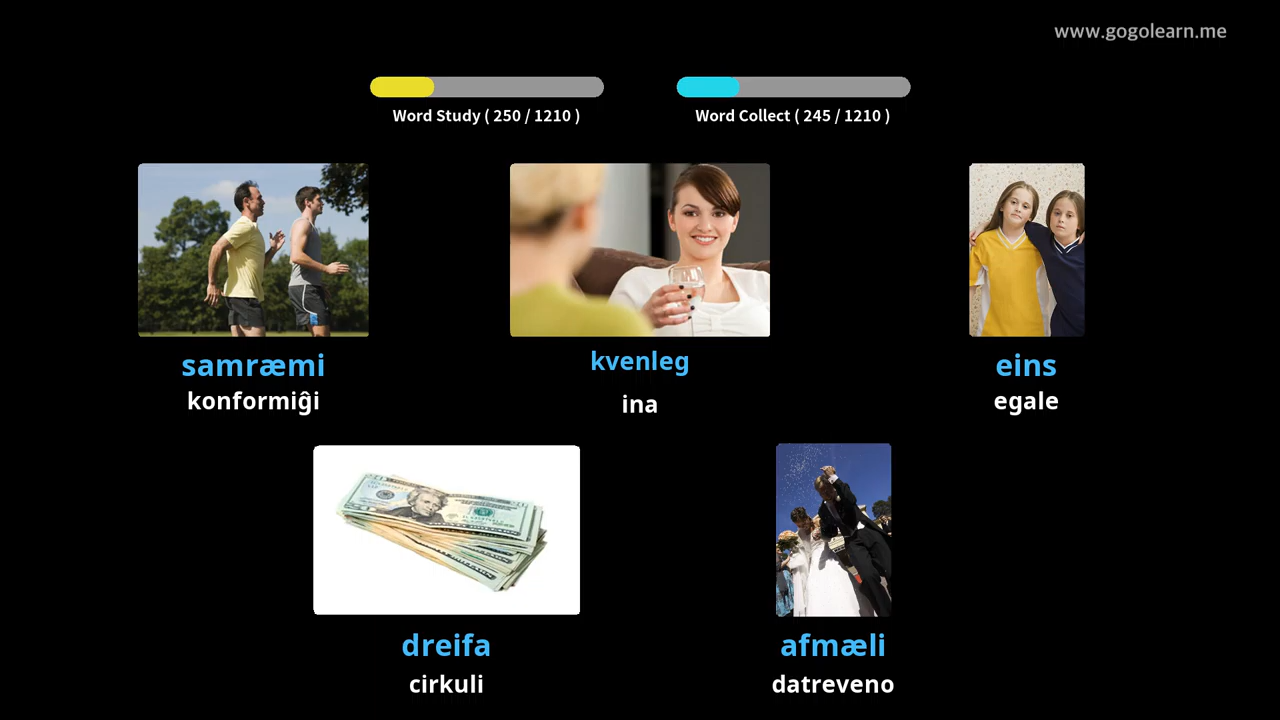 www.gogolearn.me
Word Study ( 250 / 1210 )
Word Collect ( 245 / 1210 )
samræmi
konformiĝi
kvenleg
ina
eins
egale
dreifa
cirkuli
afmæli
datreveno